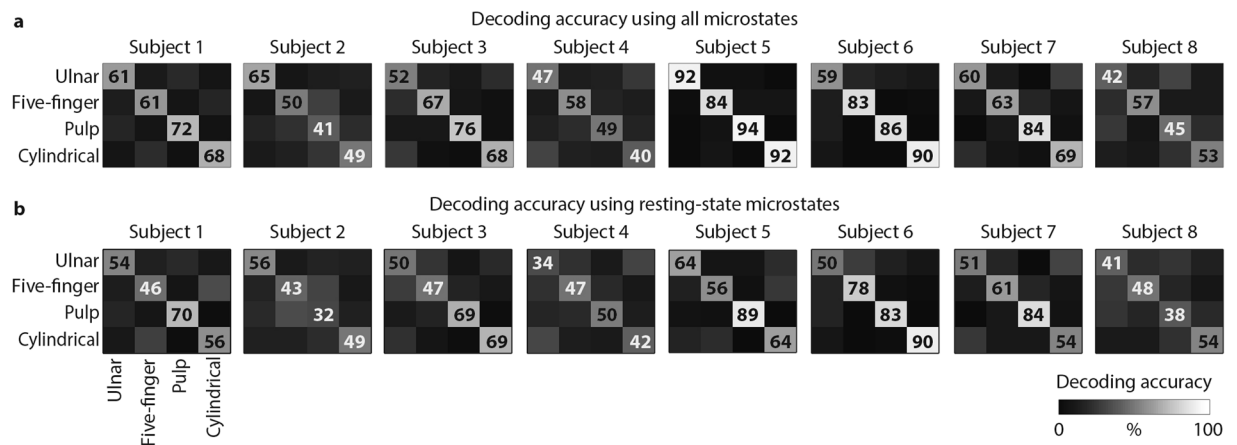 a
Decoding accuracy using all microstates
Subject 1 Subject 2 Subject 3 Subject 4 Subject 5 Subject 6 Subject 7 Subject 8
Ulnar 61 65 52 47 92 59 60 42
Five-finger 61 50 67 58 84 83 63 57
Pulp 72 41 76 49 94 86 84 45
Cylindrical 68 49 68 40 92 90 69 53
b
Decoding accuracy using resting-state microstates
Subject 1 Subject 2 Subject 3 Subject 4 Subject 5 Subject 6 Subject 7 Subject 8
Ulnar 54 56 50 34 64 50 51 41
Five-finger 46 43 47 47 56 78 61 48
Pulp 70 32 69 50 89 83 84 38
Cylindrical 56 49 69 42 64 90 54 54
Ulnar
Five-finger
Pulp
Cylindrical
Decoding accuracy
0 % 100